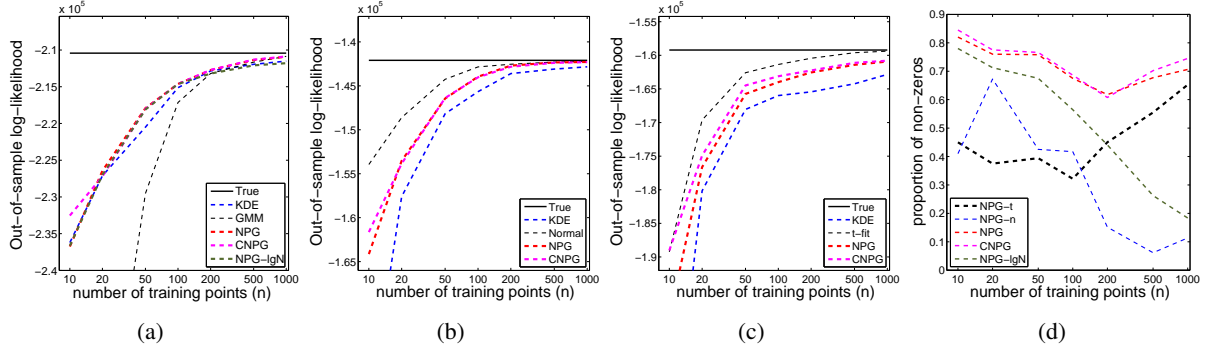 x 10⁵
Out−of−sample log−likelihood
−2.1
−2.15
−2.2
−2.25
−2.3
−2.35
−2.4
10 20 50 100 200 500 1000
number of training points (n)
True
KDE
GMM
NPG
CNPG
NPG−lgN
(a)
x 10⁵
Out−of−sample log−likelihood
−1.4
−1.45
−1.5
−1.55
−1.6
−1.65
10 20 50 100 200 500 1000
number of training points (n)
True
KDE
Normal
NPG
CNPG
(b)
x 10⁵
Out−of−sample log−likelihood
−1.55
−1.6
−1.65
−1.7
−1.75
−1.8
−1.85
−1.9
10 20 50 100 200 500 1000
number of training points (n)
True
KDE
t−fit
NPG
CNPG
(c)
proportion of non−zeros
0.9
0.8
0.7
0.6
0.5
0.4
0.3
0.2
0.1
0
10 20 50 100 200 500 1000
number of training points (n)
NPG−t
NPG−n
NPG
CNPG
NPG−lgN
(d)